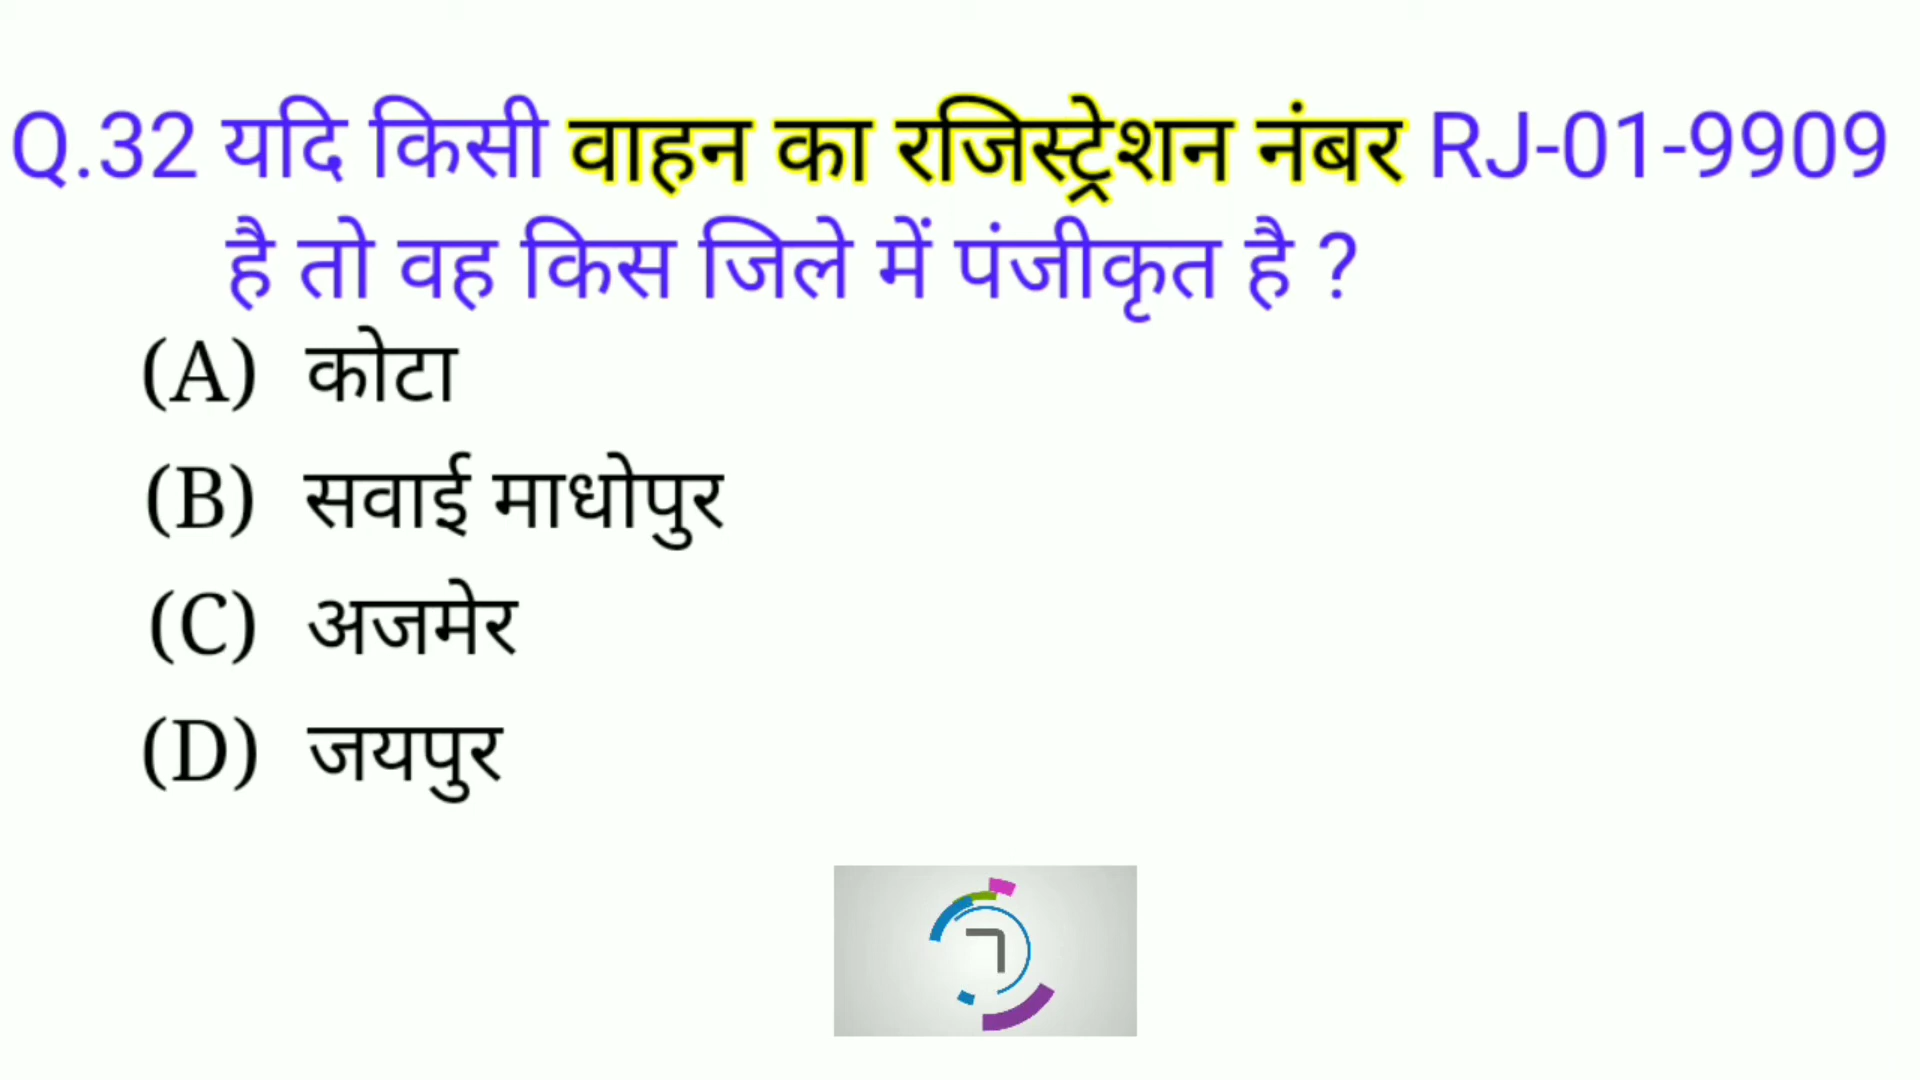 Q.32 यदि किसी वाहन का रजिस्ट्रेशन नंबर RJ-01-9909
है तो वह किस जिले में पंजीकृत है ?
(A) कोटा
(B) सवाई माधोपुर
(C) अजमेर
(D) जयपुर